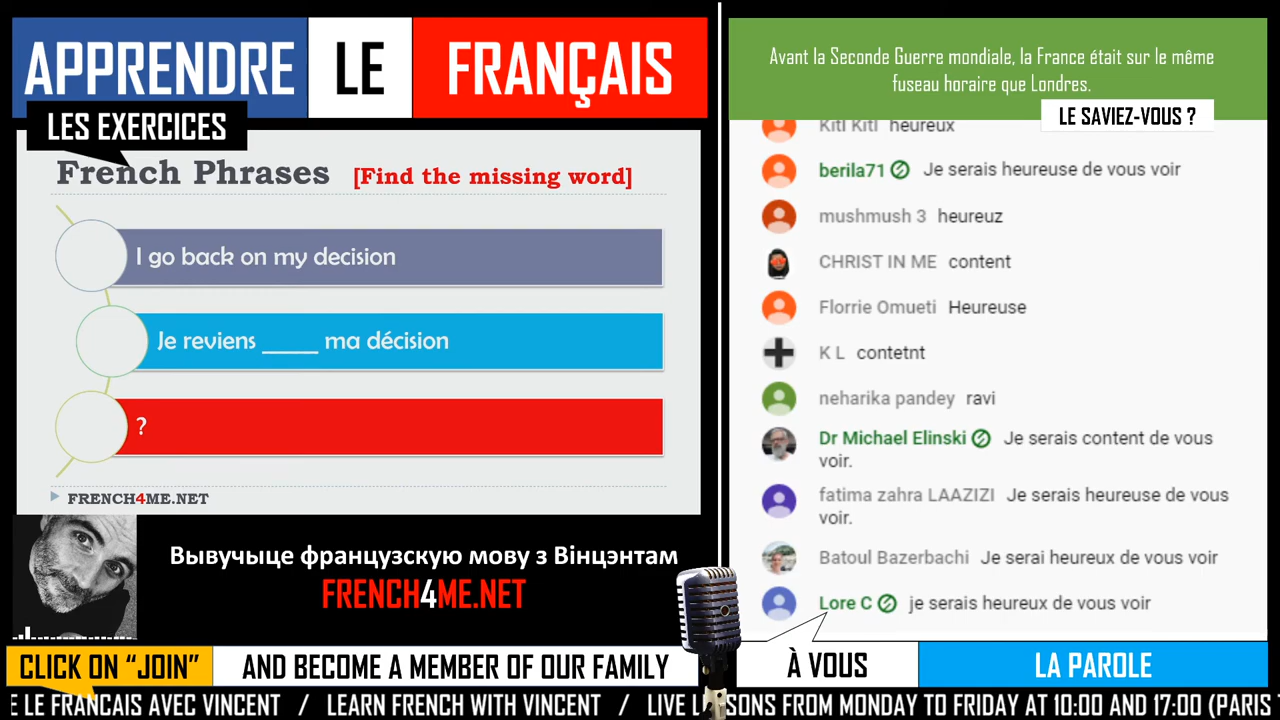 APPRENDRE LE FRANÇAIS
LES EXERCICES
French Phrases [Find the missing word]
I go back on my decision
Je reviens _____ ma décision
?
FRENCH4ME.NET
Вывучыце французскую мову з Вінцэнтам
FRENCH4ME.NET
CLICK ON “JOIN” AND BECOME A MEMBER OF OUR FAMILY
Avant la Seconde Guerre mondiale, la France était sur le même
fuseau horaire que Londres.
LE SAVIEZ-VOUS ?
Kitl Kitl heureux
berila71 Je serais heureuse de vous voir
mushmush 3 heureuz
CHRIST IN ME content
Florrie Omueti Heureuse
K L contetnt
neharika pandey ravi
Dr Michael Elinski Je serais content de vous
voir.
fatima zahra LAAZIZI Je serais heureuse de vous
voir.
Batoul Bazerbachi Je serai heureux de vous voir
Lore C je serais heureux de vous voir
À VOUS LA PAROLE
E LE FRANCAIS AVEC VINCENT / LEARN FRENCH WITH VINCENT / LIVE L SONS FROM MONDAY TO FRIDAY AT 10:00 AND 17:00 (PARIS